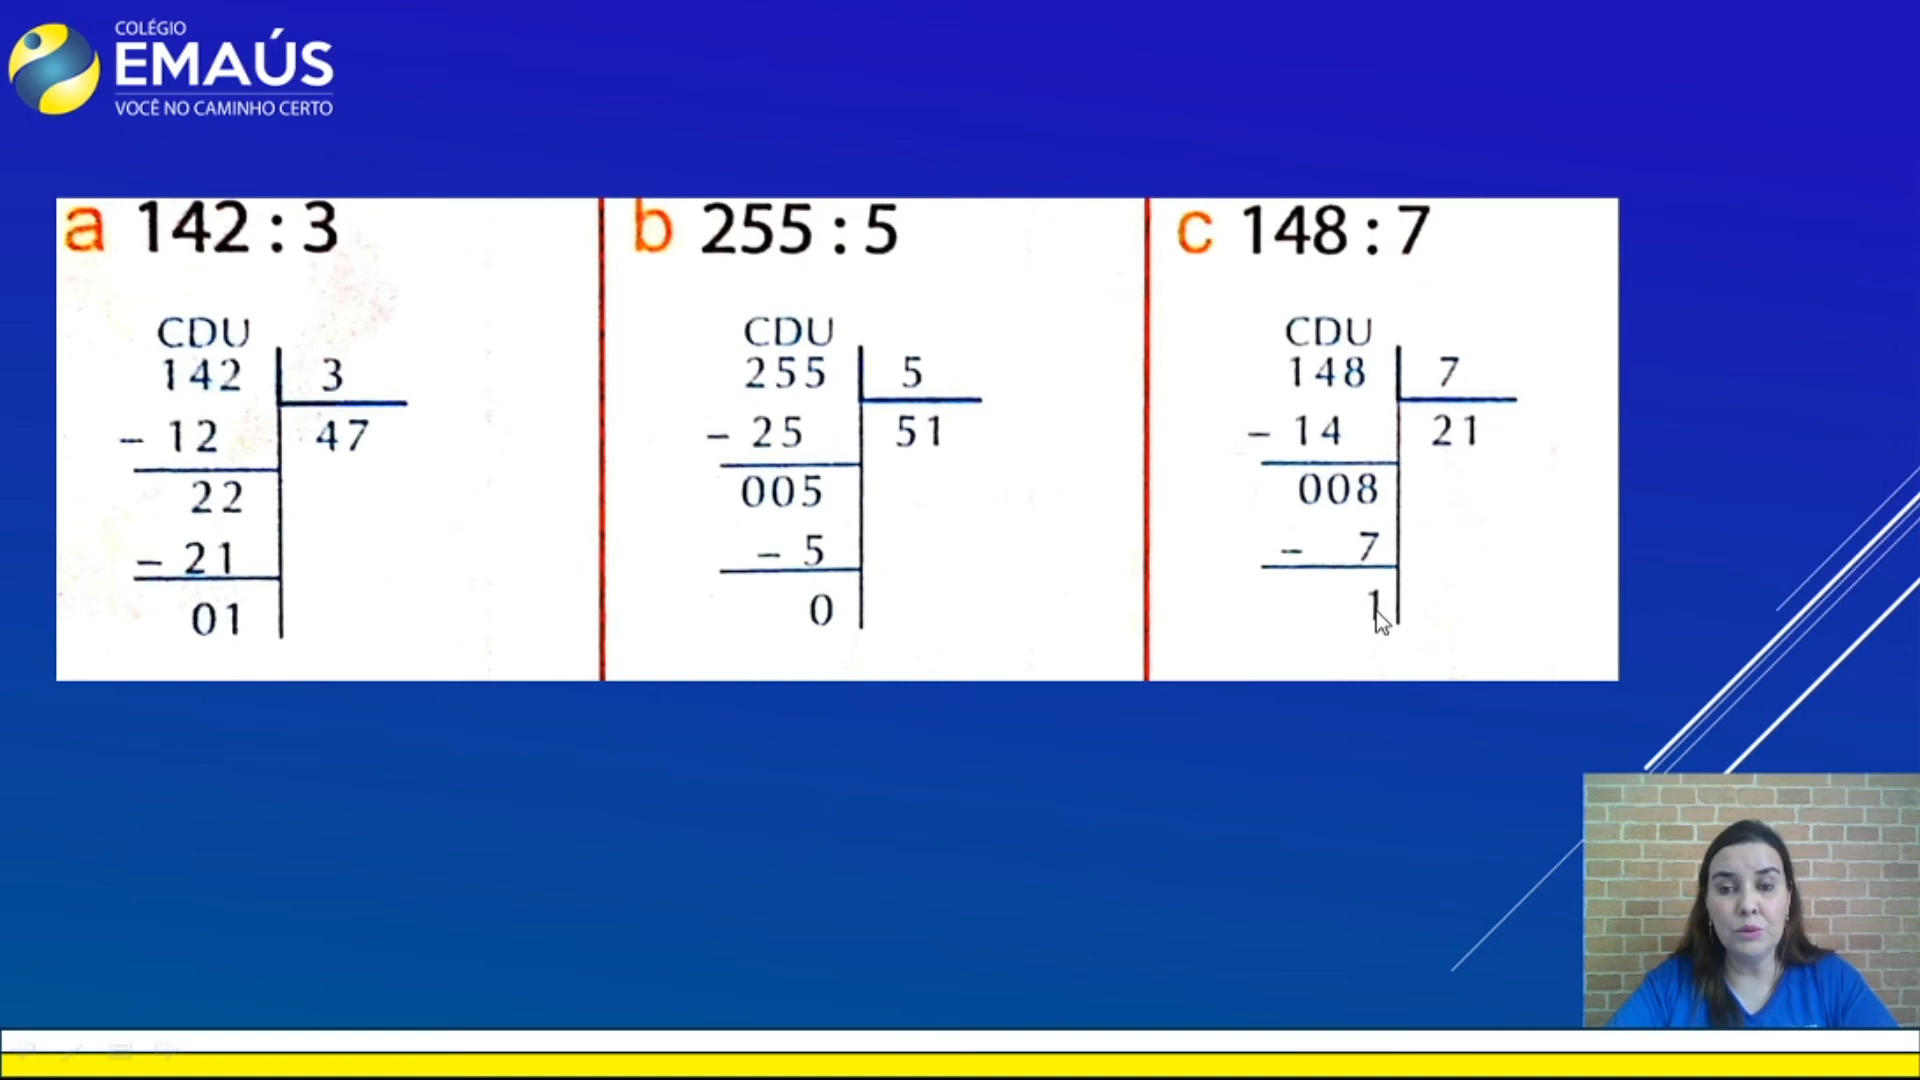 COLÉGIO
EMAÚS
VOCÊ NO CAMINHO CERTO
a 142 : 3
CDU
142 3
– 12 47
22
– 21
01
b 255 : 5
CDU
255 5
– 25 51
005
– 5
0
c 148 : 7
CDU
148 7
– 14 21
008
– 7
1